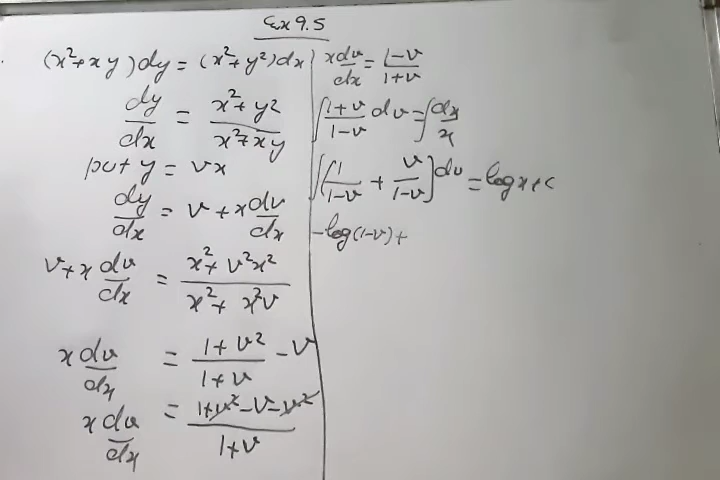 Ex 9.5
(x²+xy)dy = (x²+y²)dx
dy/dx = (x²+y²)/(x²+xy)
put y = vx
dy/dx = v + x dv/dx
v+x dv/dx = (x²+v²x²)/(x²+x²v)
x dv/dx = (1+v²)/(1+v) - v
x dv/dx = (1+v²-v-v²)/(1+v)
x dv/dx = (1-v)/(1+v)
∫(1+v)/(1-v) dv = ∫dx/x
∫[1/(1-v) + v/(1-v)]dv = log x+c
-log(1-v)+